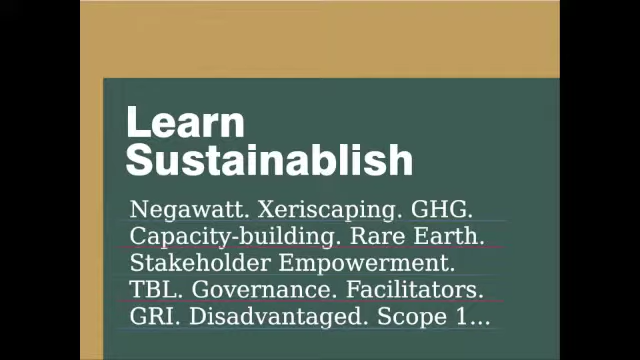 Learn
Sustainablish
Negawatt. Xeriscaping. GHG.
Capacity-building. Rare Earth.
Stakeholder Empowerment.
TBL. Governance. Facilitators.
GRI. Disadvantaged. Scope 1...